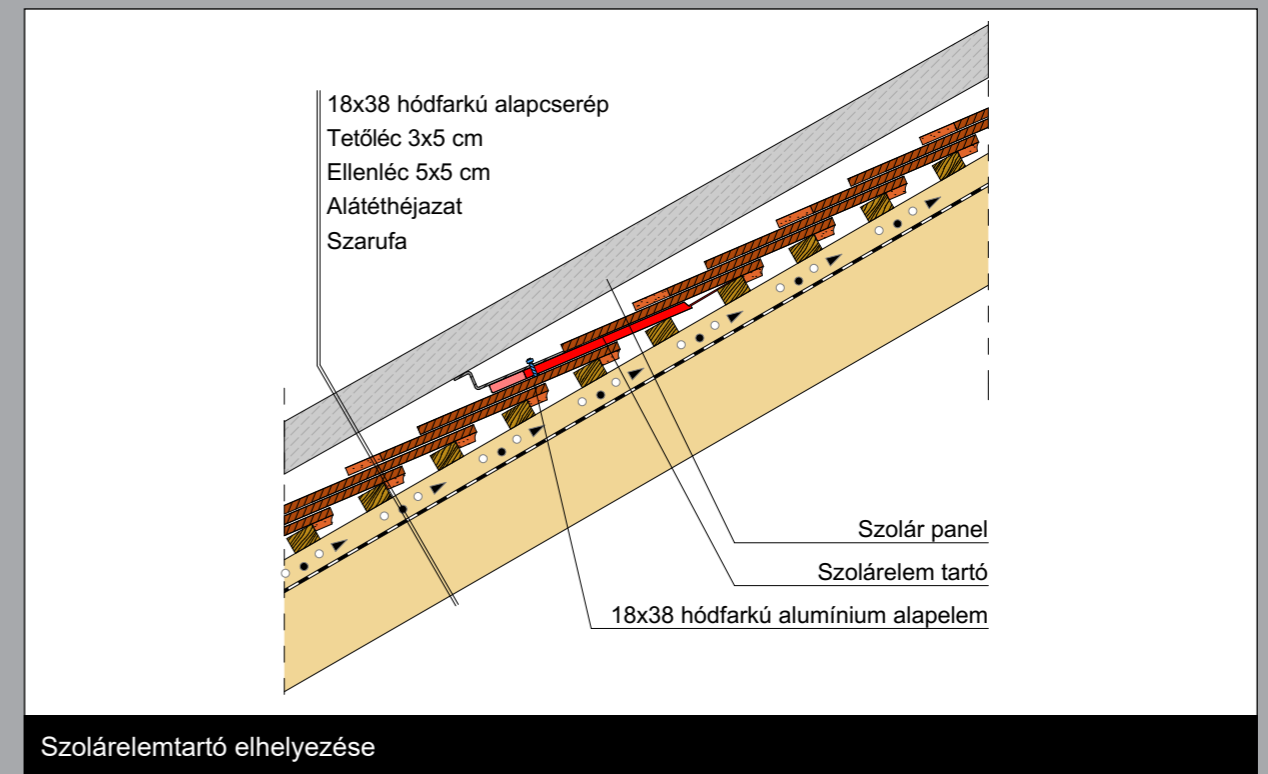 18x38 hódfarkú alapcserép
Tetőléc 3x5 cm
Ellenléc 5x5 cm
Alátéthéjazat
Szarufa
Szolár panel
Szolárelem tartó
18x38 hódfarkú alumínium alapelem
Szolárelemtartó elhelyezése